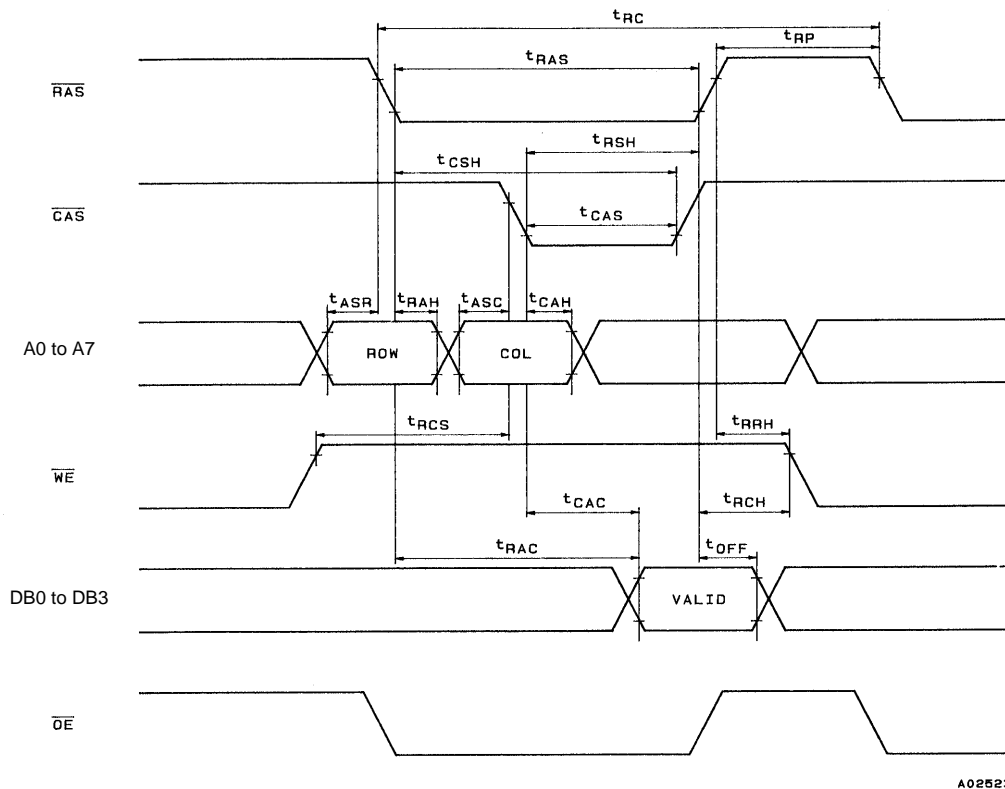 tRC
tRP
tRAS
RAS
tRSH
tCSH
CAS
tCAS
tASR tRAH tASC tCAH
A0 to A7 ROW COL
tRCS tRRH
WE
tCAC tRCH
tRAC tOFF
DB0 to DB3 VALID
OE